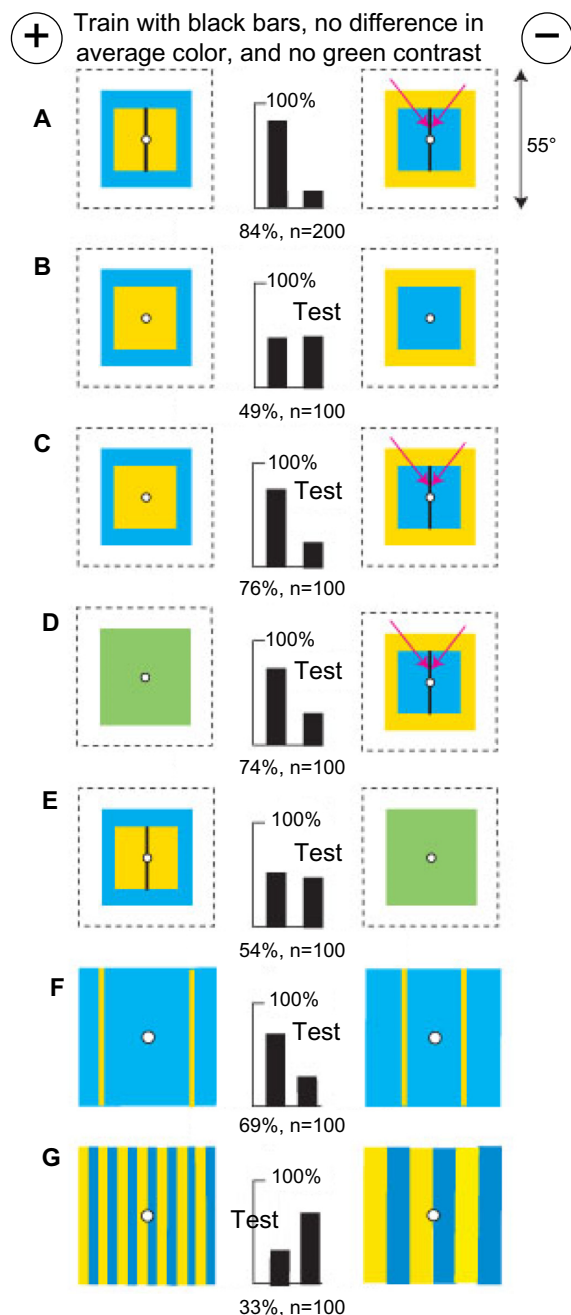 + Train with black bars, no difference in −
average color, and no green contrast
A 100% 55°
84%, n=200
B 100%
Test
49%, n=100
C 100%
Test
76%, n=100
D 100%
Test
74%, n=100
E 100%
Test
54%, n=100
F 100%
Test
69%, n=100
G 100%
Test
33%, n=100